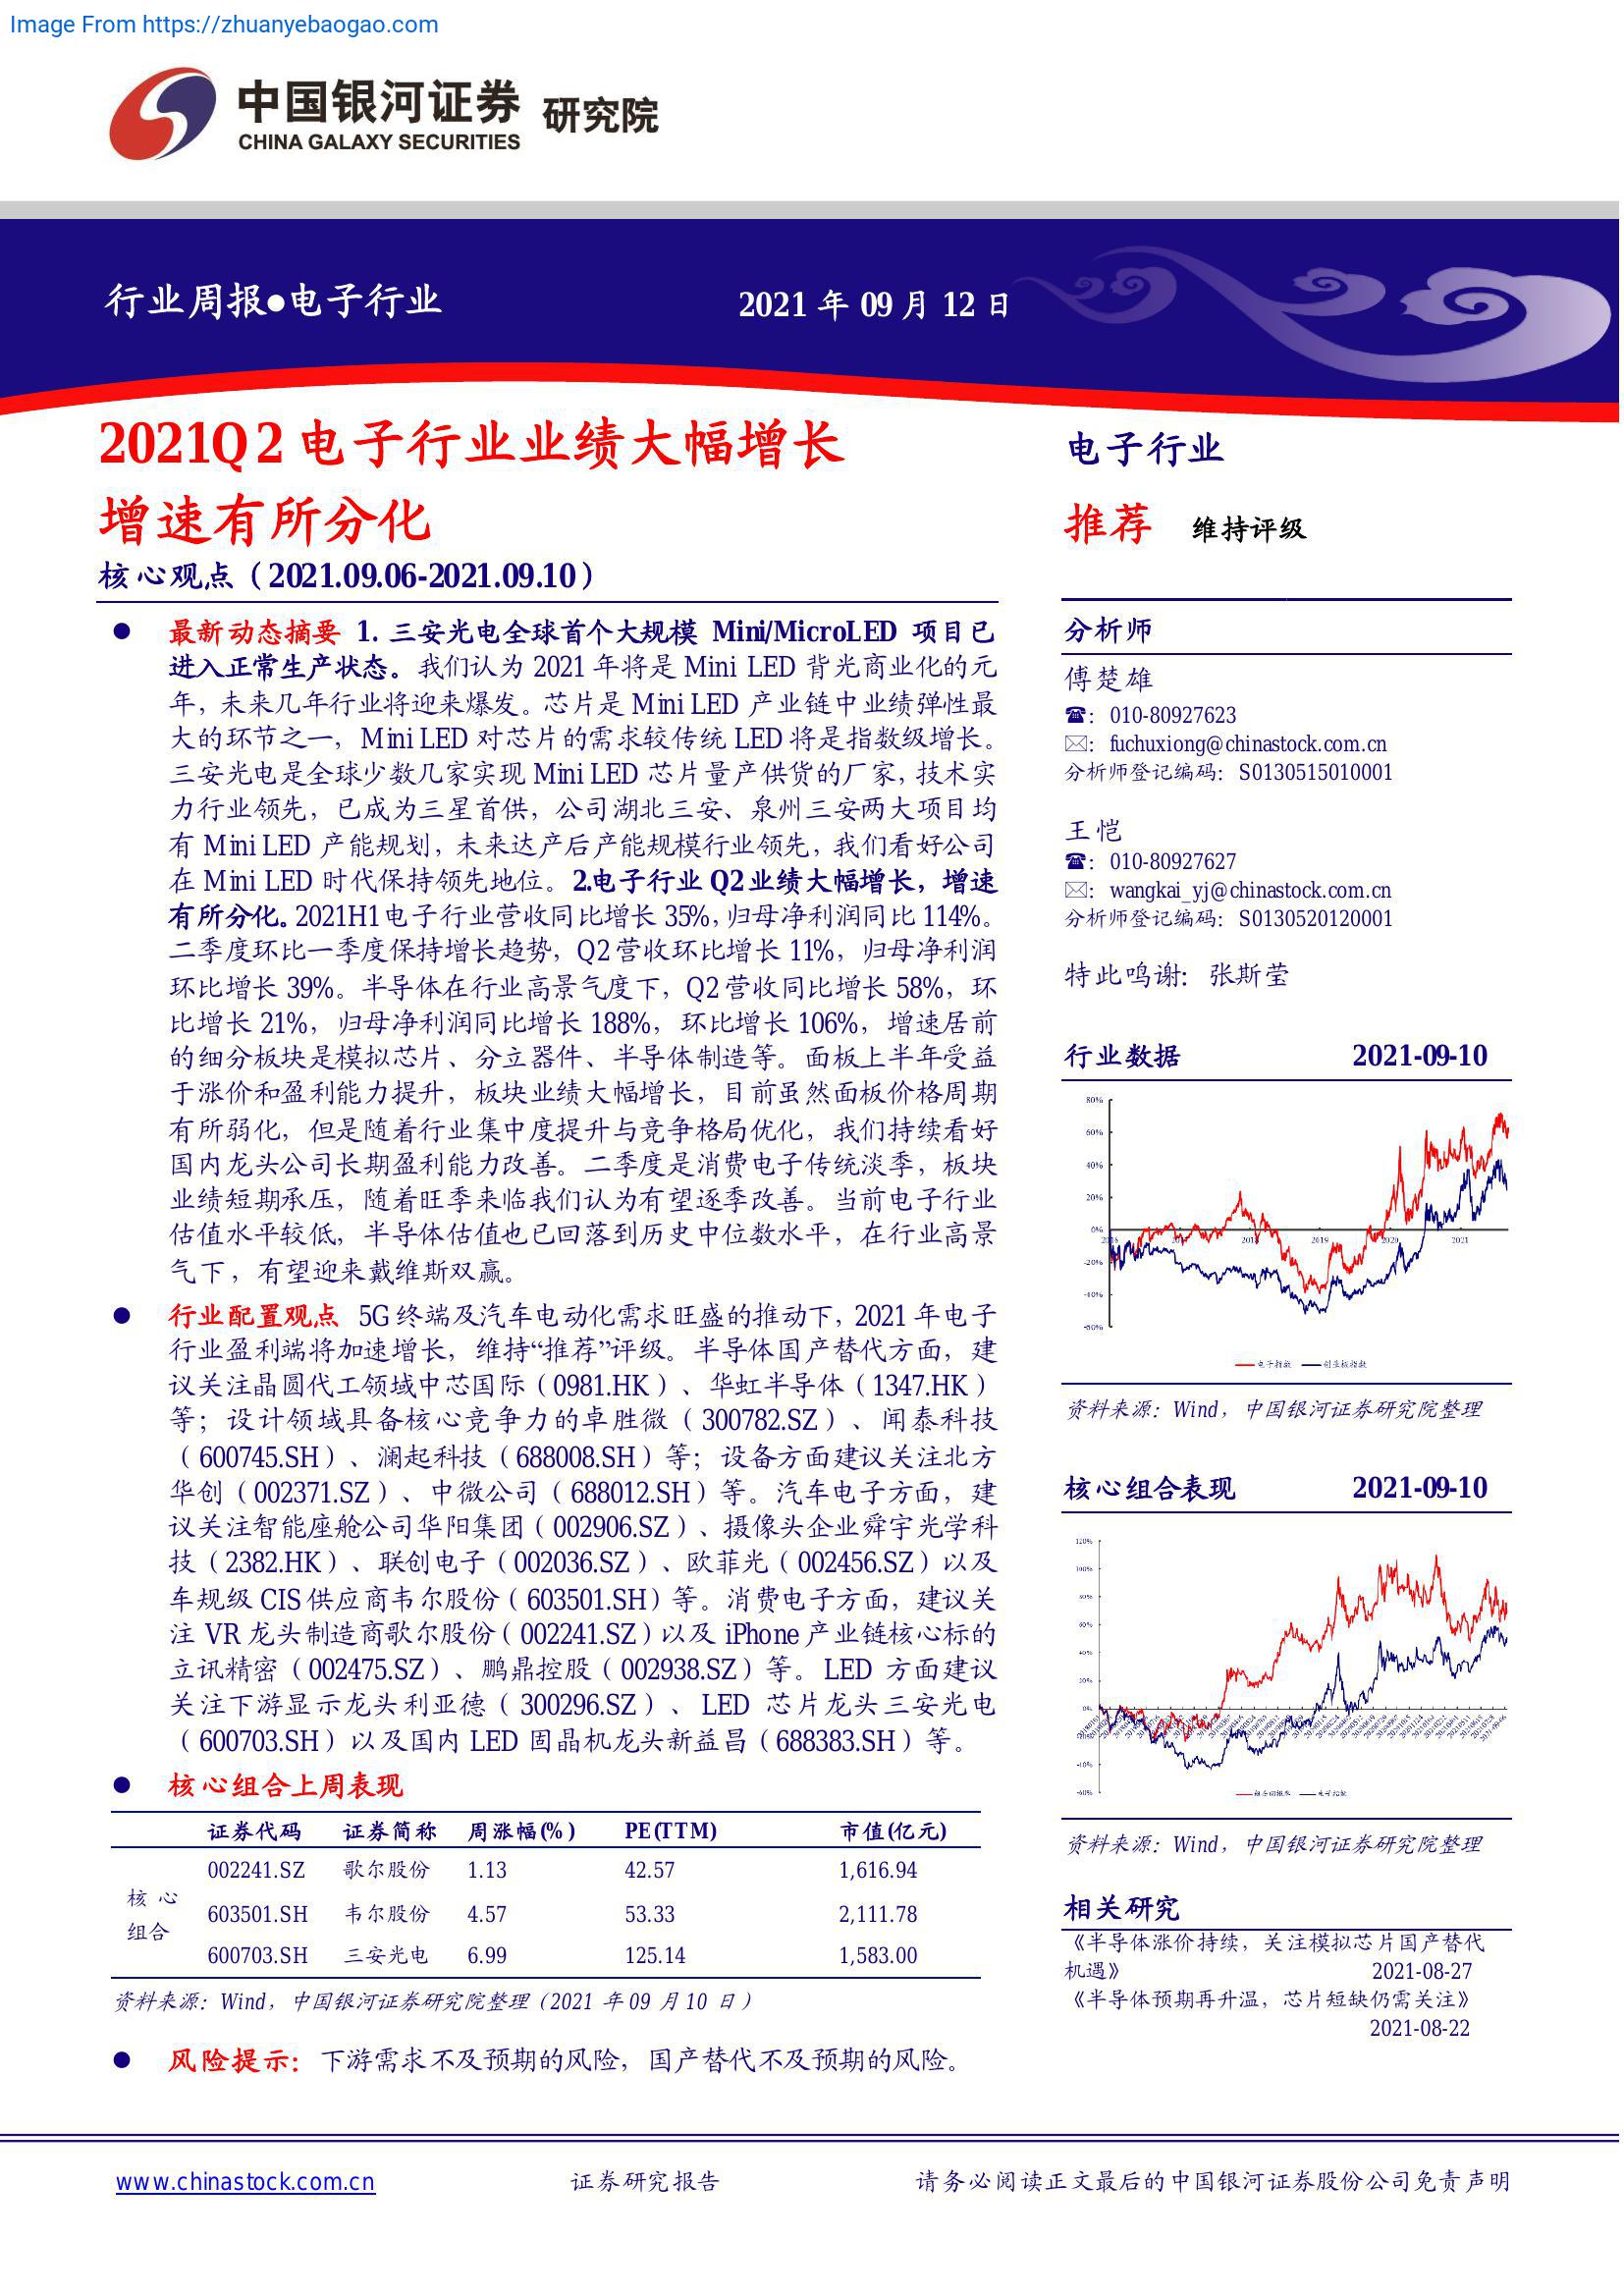 Image From https://zhuanyebaogao.com
中国银河证券 研究院
CHINA GALAXY SECURITIES
行业周报●电子行业
2021 年 09 月 12 日
2021Q2 电子行业业绩大幅增长
增速有所分化
核心观点（2021.09.06-2021.09.10）
● 最新动态摘要 1. 三安光电全球首个大规模 Mini/MicroLED 项目已
进入正常生产状态。我们认为 2021 年将是 Mini LED 背光商业化的元
年，未来几年行业将迎来爆发。芯片是 Mini LED 产业链中业绩弹性最
大的环节之一，Mini LED 对芯片的需求较传统 LED 将是指数级增长。
三安光电是全球少数几家实现 Mini LED 芯片量产供货的厂家，技术实
力行业领先，已成为三星首供，公司湖北三安、泉州三安两大项目均
有 Mini LED 产能规划，未来达产后产能规模行业领先，我们看好公司
在 Mini LED 时代保持领先地位。2.电子行业 Q2 业绩大幅增长，增速
有所分化。2021H1 电子行业营收同比增长 35%，归母净利润同比 114%。
二季度环比一季度保持增长趋势，Q2 营收环比增长 11%，归母净利润
环比增长 39%。半导体在行业高景气度下，Q2 营收同比增长 58%，环
比增长 21%，归母净利润同比增长 188%，环比增长 106%，增速居前
的细分板块是模拟芯片、分立器件、半导体制造等。面板上半年受益
于涨价和盈利能力提升，板块业绩大幅增长，目前虽然面板价格周期
有所弱化，但是随着行业集中度提升与竞争格局优化，我们持续看好
国内龙头公司长期盈利能力改善。二季度是消费电子传统淡季，板块
业绩短期承压，随着旺季来临我们认为有望逐季改善。当前电子行业
估值水平较低，半导体估值也已回落到历史中位数水平，在行业高景
气下，有望迎来戴维斯双赢。
● 行业配置观点 5G 终端及汽车电动化需求旺盛的推动下，2021 年电子
行业盈利端将加速增长，维持“推荐”评级。半导体国产替代方面，建
议关注晶圆代工领域中芯国际（0981.HK）、华虹半导体（1347.HK）
等；设计领域具备核心竞争力的卓胜微（300782.SZ）、闻泰科技
（600745.SH）、澜起科技（688008.SH）等；设备方面建议关注北方
华创（002371.SZ）、中微公司（688012.SH）等。汽车电子方面，建
议关注智能座舱公司华阳集团（002906.SZ）、摄像头企业舜宇光学科
技（2382.HK）、联创电子（002036.SZ）、欧菲光（002456.SZ）以及
车规级 CIS 供应商韦尔股份（603501.SH）等。消费电子方面，建议关
注 VR 龙头制造商歌尔股份（002241.SZ）以及 iPhone 产业链核心标的
立讯精密（002475.SZ）、鹏鼎控股（002938.SZ）等。LED 方面建议
关注下游显示龙头利亚德（300296.SZ）、LED 芯片龙头三安光电
（600703.SH）以及国内 LED 固晶机龙头新益昌（688383.SH）等。
● 核心组合上周表现
证券代码 证券简称 周涨幅(%) PE(TTM) 市值(亿元)
核心组合
002241.SZ 歌尔股份 1.13 42.57 1,616.94
603501.SH 韦尔股份 4.57 53.33 2,111.78
600703.SH 三安光电 6.99 125.14 1,583.00
资料来源：Wind，中国银河证券研究院整理（2021 年 09 月 10 日）
● 风险提示：下游需求不及预期的风险，国产替代不及预期的风险。
电子行业
推荐 维持评级
分析师
傅楚雄
☎：010-80927623
✉：fuchuxiong@chinastock.com.cn
分析师登记编码：S0130515010001
王恺
☎：010-80927627
✉：wangkai_yj@chinastock.com.cn
分析师登记编码：S0130520120001
特此鸣谢：张斯莹
行业数据 2021-09-10
80%
60%
40%
20%
0%
2018 2019 2020 2021
-20%
-40%
电子指数 创业板指数
资料来源：Wind，中国银河证券研究院整理
核心组合表现 2021-09-10
120%
100%
80%
60%
40%
20%
0%
-40%
-60%
资料来源：Wind，中国银河证券研究院整理
相关研究
《半导体涨价持续，关注模拟芯片国产替代
机遇》 2021-08-27
《半导体预期再升温，芯片短缺仍需关注》
2021-08-22
www.chinastock.com.cn 证券研究报告 请务必阅读正文最后的中国银河证券股份公司免责声明